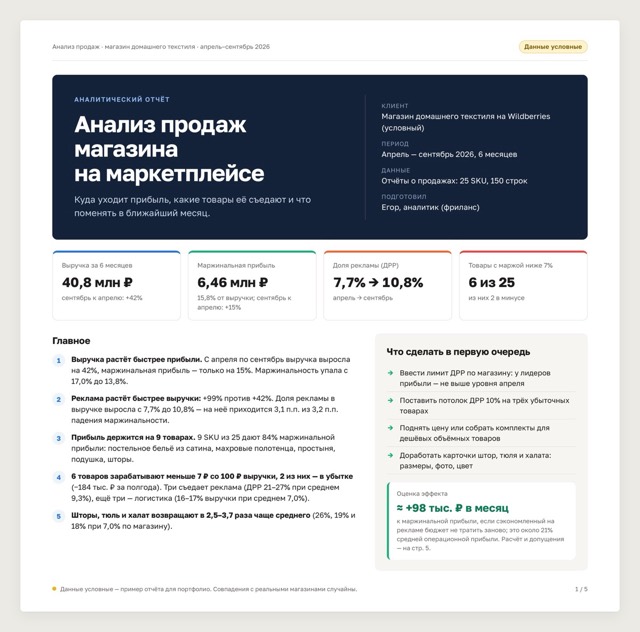 Анализ продаж · магазин домашнего текстиля · апрель–сентябрь 2026
Данные условные
АНАЛИТИЧЕСКИЙ ОТЧЁТ
Анализ продаж
магазина
на маркетплейсе
Куда уходит прибыль, какие товары её съедают и что
поменять в ближайший месяц.
КЛИЕНТ
Магазин домашнего текстиля на Wildberries
(условный)
ПЕРИОД
Апрель — сентябрь 2026, 6 месяцев
ДАННЫЕ
Отчёты о продажах: 25 SKU, 150 строк
ПОДГОТОВИЛ
Егор, аналитик (фриланс)
Выручка за 6 месяцев
40,8 млн ₽
сентябрь к апрелю: +42%
Маржинальная прибыль
6,46 млн ₽
15,8% от выручки; сентябрь к
апрелю: +15%
Доля рекламы (ДРР)
7,7% → 10,8%
апрель → сентябрь
Товары с маржой ниже 7%
6 из 25
из них 2 в минусе
Главное
1 Выручка растёт быстрее прибыли. С апреля по сентябрь выручка выросла
на 42%, маржинальная прибыль — только на 15%. Маржинальность упала с
17,0% до 13,8%.
2 Реклама растёт быстрее выручки: +99% против +42%. Доля рекламы в
выручке выросла с 7,7% до 10,8% — на неё приходится 3,1 п.п. из 3,2 п.п.
падения маржинальности.
3 Прибыль держится на 9 товарах. 9 SKU из 25 дают 84% маржинальной
прибыли: постельное бельё из сатина, махровые полотенца, простыня,
подушка, шторы.
4 6 товаров зарабатывают меньше 7 ₽ со 100 ₽ выручки, 2 из них — в убытке
(−184 тыс. ₽ за полгода). Три съедает реклама (ДРР 21–27% при среднем
9,3%), ещё три — логистика (16–17% выручки при среднем 7,0%).
5 Шторы, тюль и халат возвращают в 2,5–3,7 раза чаще среднего (26%, 19% и
18% при 7,0% по магазину).
Что сделать в первую очередь
→ Ввести лимит ДРР по магазину: у лидеров
прибыли — не выше уровня апреля
→ Поставить потолок ДРР 10% на трёх убыточных
товарах
→ Поднять цену или собрать комплекты для
дешёвых объёмных товаров
→ Доработать карточки штор, тюля и халата:
размеры, фото, цвет
Оценка эффекта
≈ +98 тыс. ₽ в месяц
к маржинальной прибыли, если сэкономленный на
рекламе бюджет не тратить заново; это около 21%
средней операционной прибыли. Расчёт и допущения
— на стр. 5.
Данные условные — пример отчёта для портфолио. Совпадения с реальными магазинами случайны.
1 / 5